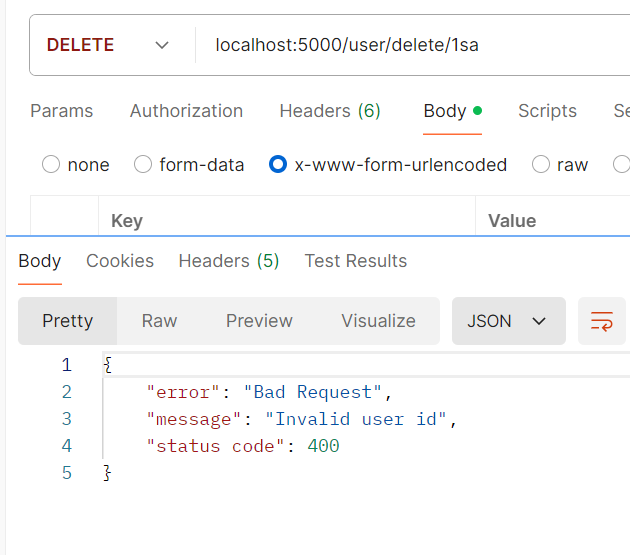 DELETE localhost:5000/user/delete/1sa
Params Authorization Headers (6) Body Scripts Se
none form-data x-www-form-urlencoded raw
Key Value
Body Cookies Headers (5) Test Results
Pretty Raw Preview Visualize JSON
1 {
2 "error": "Bad Request",
3 "message": "Invalid user id",
4 "status code": 400
5 }